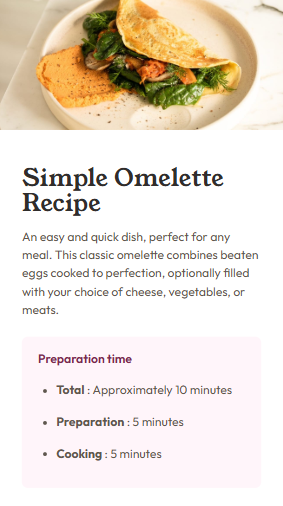 Simple Omelette
Recipe
An easy and quick dish, perfect for any
meal. This classic omelette combines beaten
eggs cooked to perfection, optionally filled
with your choice of cheese, vegetables, or
meats.
Preparation time
• Total : Approximately 10 minutes
• Preparation : 5 minutes
• Cooking : 5 minutes